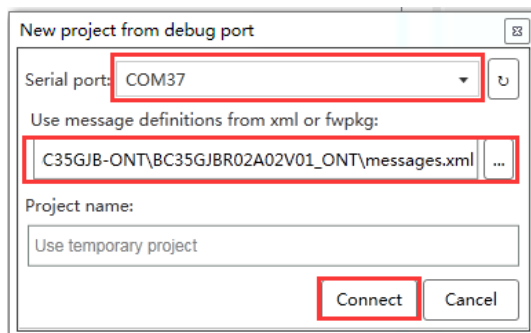 New project from debug port
Serial port: COM37
Use message definitions from xml or fwpkg:
C35GJB-ONT\BC35GJBR02A02V01_ONT\messages.xml ...
Project name:
Use temporary project
Connect Cancel